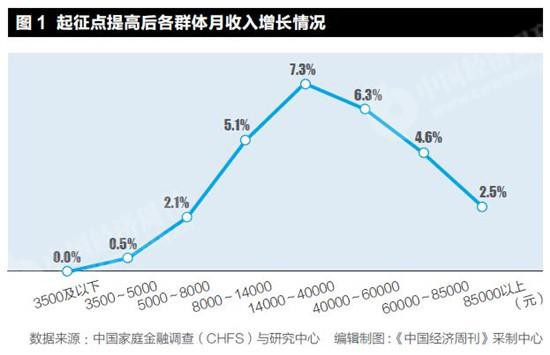 图1 起征点提高后各群体月收入增长情况
7.3%
6.3%
5.1%
4.6%
2.5%
2.1%
0.5%
0.0%
3500及以下
3500～5000
5000～8000
8000～14000
14000～40000
40000～60000
60000～85000
85000以上
（元）
数据来源：中国家庭金融调查（CHFS）与研究中心 编辑制图：《中国经济周刊》采制中心